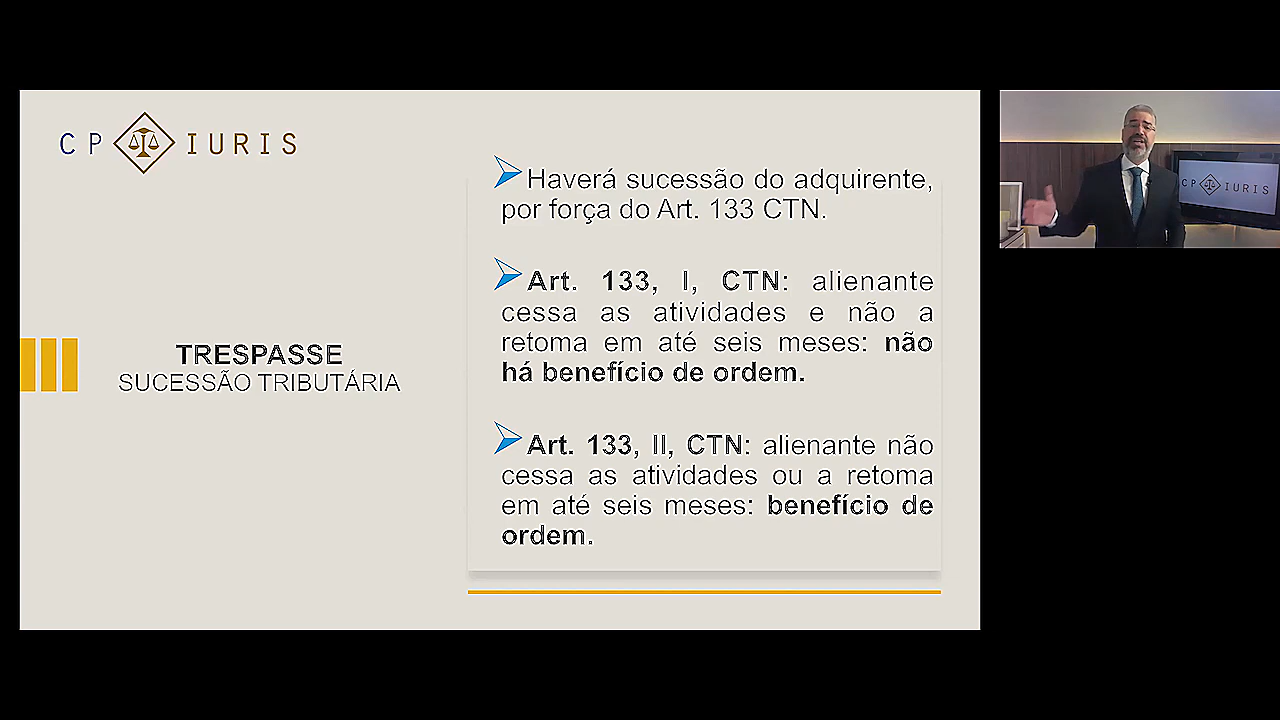 CP IURIS
TRESPASSE
SUCESSÃO TRIBUTÁRIA
Haverá sucessão do adquirente,
por força do Art. 133 CTN.
Art. 133, I, CTN: alienante
cessa as atividades e não a
retoma em até seis meses: não
há benefício de ordem.
Art. 133, II, CTN: alienante não
cessa as atividades ou a retoma
em até seis meses: benefício de
ordem.
CP IURIS